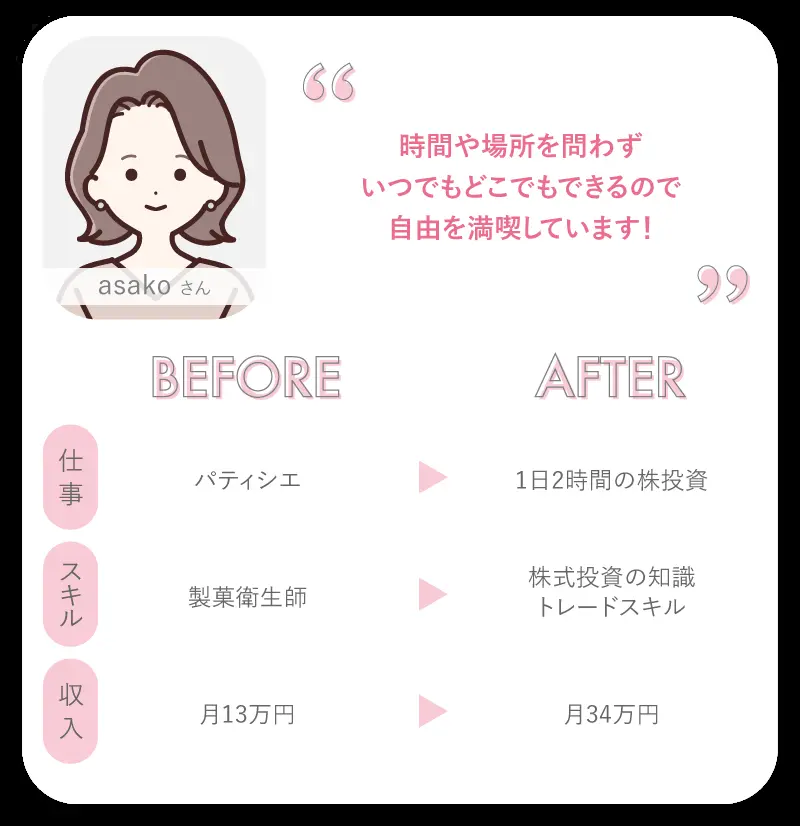 “
時間や場所を問わず
いつでもどこでもできるので
自由を満喫しています!
”
asako さん
BEFORE
AFTER
仕事
パティシエ
1日2時間の株投資
スキル
製菓衛生師
株式投資の知識
トレードスキル
収入
月13万円
月34万円